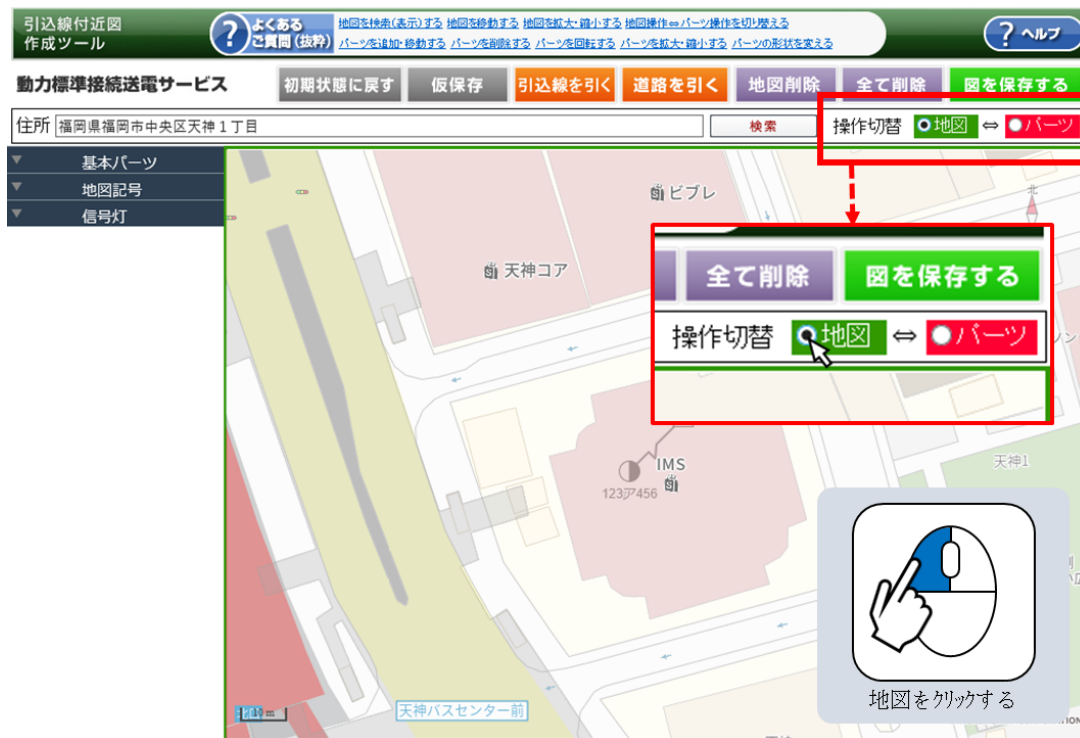 引込線付近図
作成ツール
? よくある
ご質問(抜粋)
地図を検索(表示)する 地図を移動する 地図を拡大・縮小する 地図操作⇔パーツ操作を切り替える
パーツを追加・移動する パーツを削除する パーツを回転する パーツを拡大・縮小する パーツの形状を変える
? ヘルプ
動力標準接続送電サービス
初期状態に戻す 仮保存 引込線を引く 道路を引く 地図削除 全て削除 図を保存する
住所 福岡県福岡市中央区天神1丁目 検索 操作切替 地図 ⇔ パーツ
基本パーツ
地図記号
信号灯
ビブレ
北
天神コア
全て削除 図を保存する
操作切替 地図 ⇔ パーツ
IMS
123ア456
天神1
天神バスセンター前
地図をクリックする